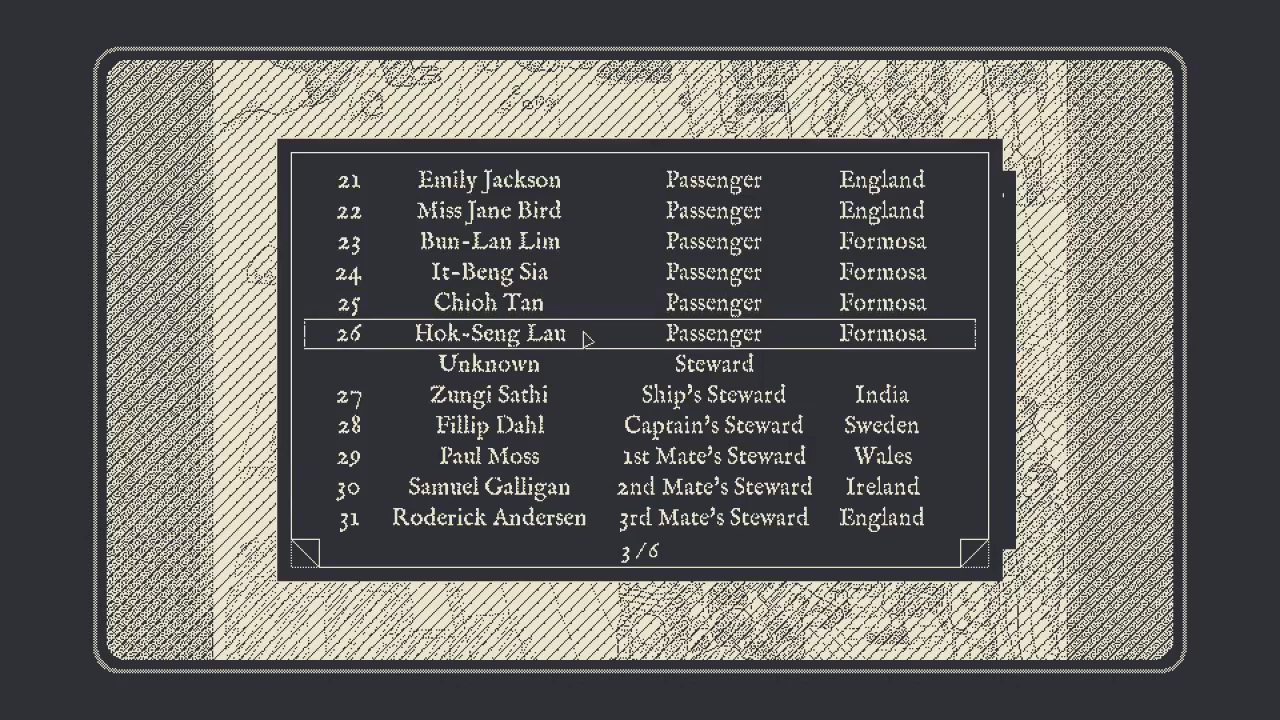 21 Emily Jackson Passenger England
22 Miss Jane Bird Passenger England
23 Bun-Lan Lim Passenger Formosa
24 It-Beng Sia Passenger Formosa
25 Chioh Tan Passenger Formosa
26 Hok-Seng Lau Passenger Formosa
Unknown Steward
27 Zungi Sathi Ship's Steward India
28 Fillip Dahl Captain's Steward Sweden
29 Paul Moss 1st Mate's Steward Wales
30 Samuel Galligan 2nd Mate's Steward Ireland
31 Roderick Andersen 3rd Mate's Steward England
3/6